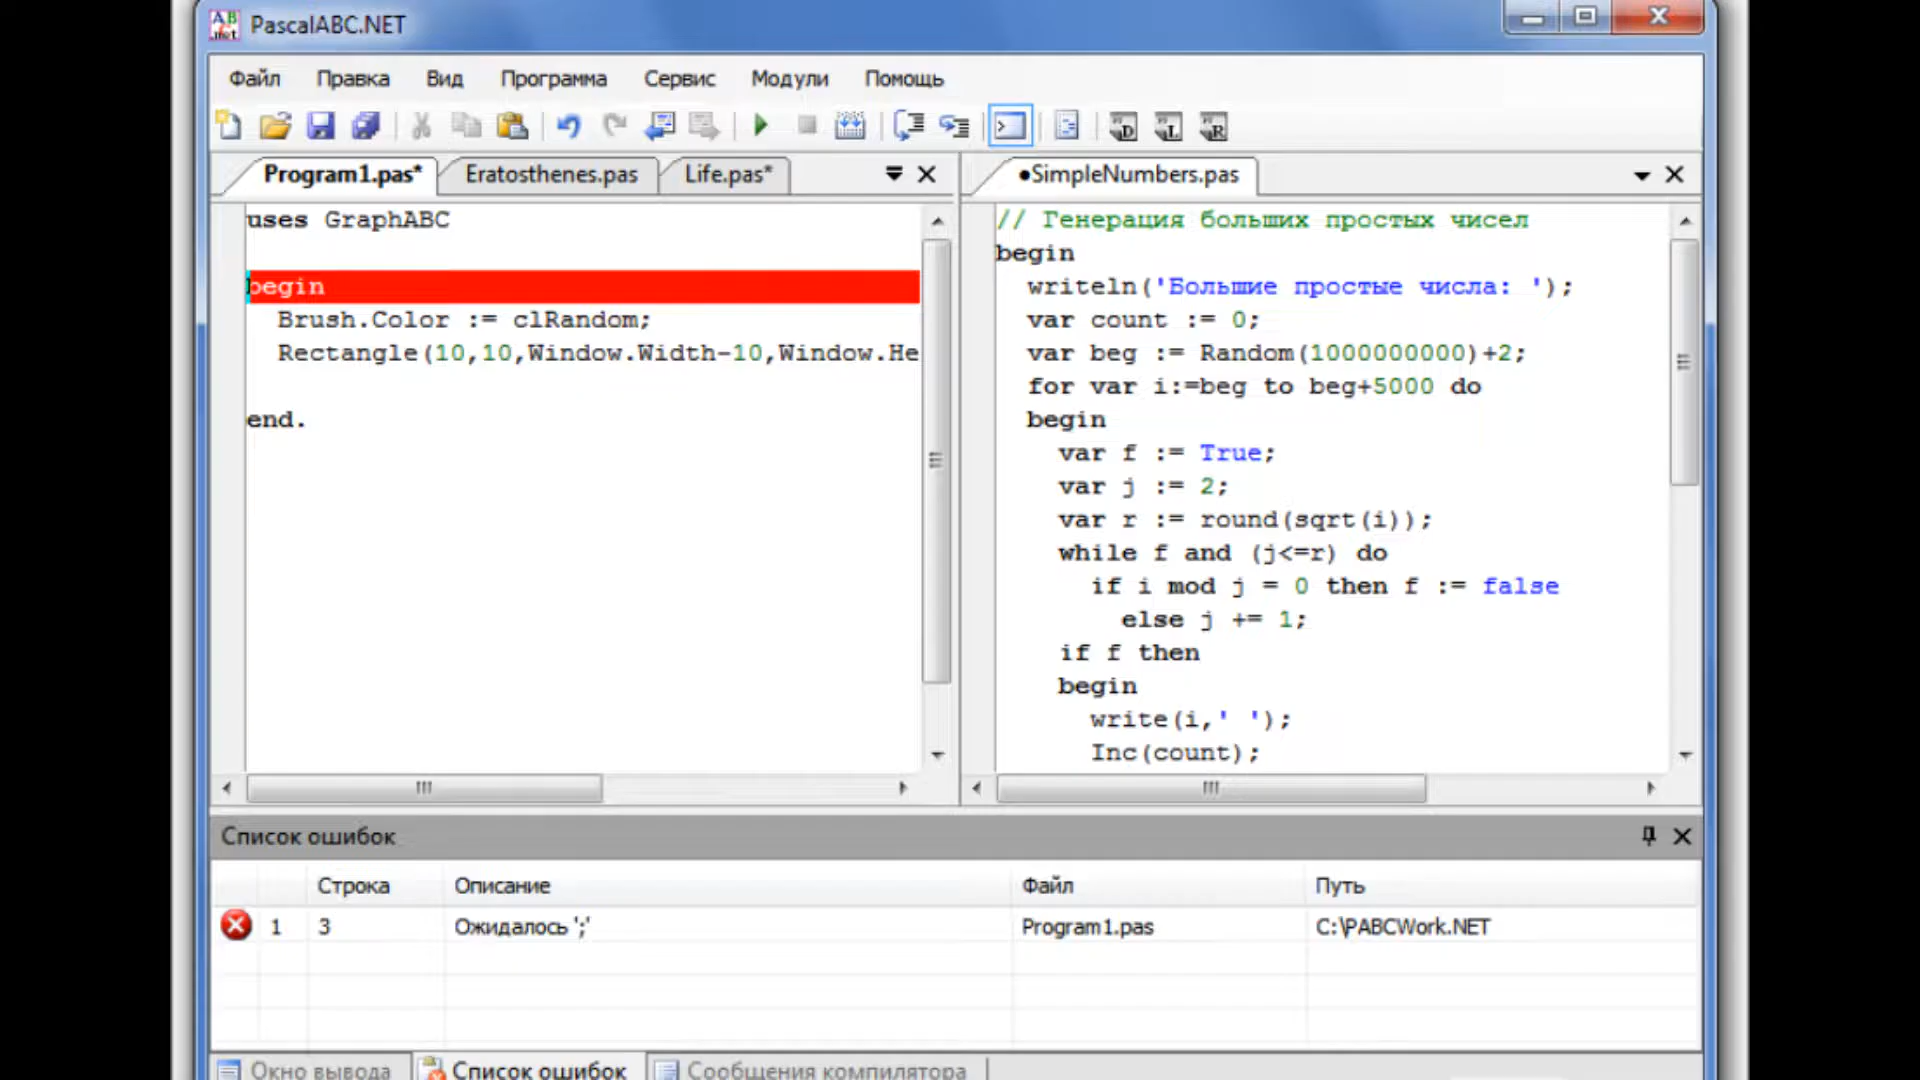 PascalABC.NET
Файл Правка Вид Программа Сервис Модули Помощь
Program1.pas* Eratosthenes.pas Life.pas*
uses GraphABC
begin
Brush.Color := clRandom;
Rectangle(10,10,Window.Width-10,Window.He
end.
•SimpleNumbers.pas
// Генерация больших простых чисел
begin
writeln('Большие простые числа: ');
var count := 0;
var beg := Random(1000000000)+2;
for var i:=beg to beg+5000 do
begin
var f := True;
var j := 2;
var r := round(sqrt(i));
while f and (j<=r) do
if i mod j = 0 then f := false
else j += 1;
if f then
begin
write(i,' ');
Inc(count);
Список ошибок
Строка Описание Файл Путь
1 3 Ожидалось ';' Program1.pas C:\PABCWork.NET
Окно вывода Список ошибок Сообщения компилятора